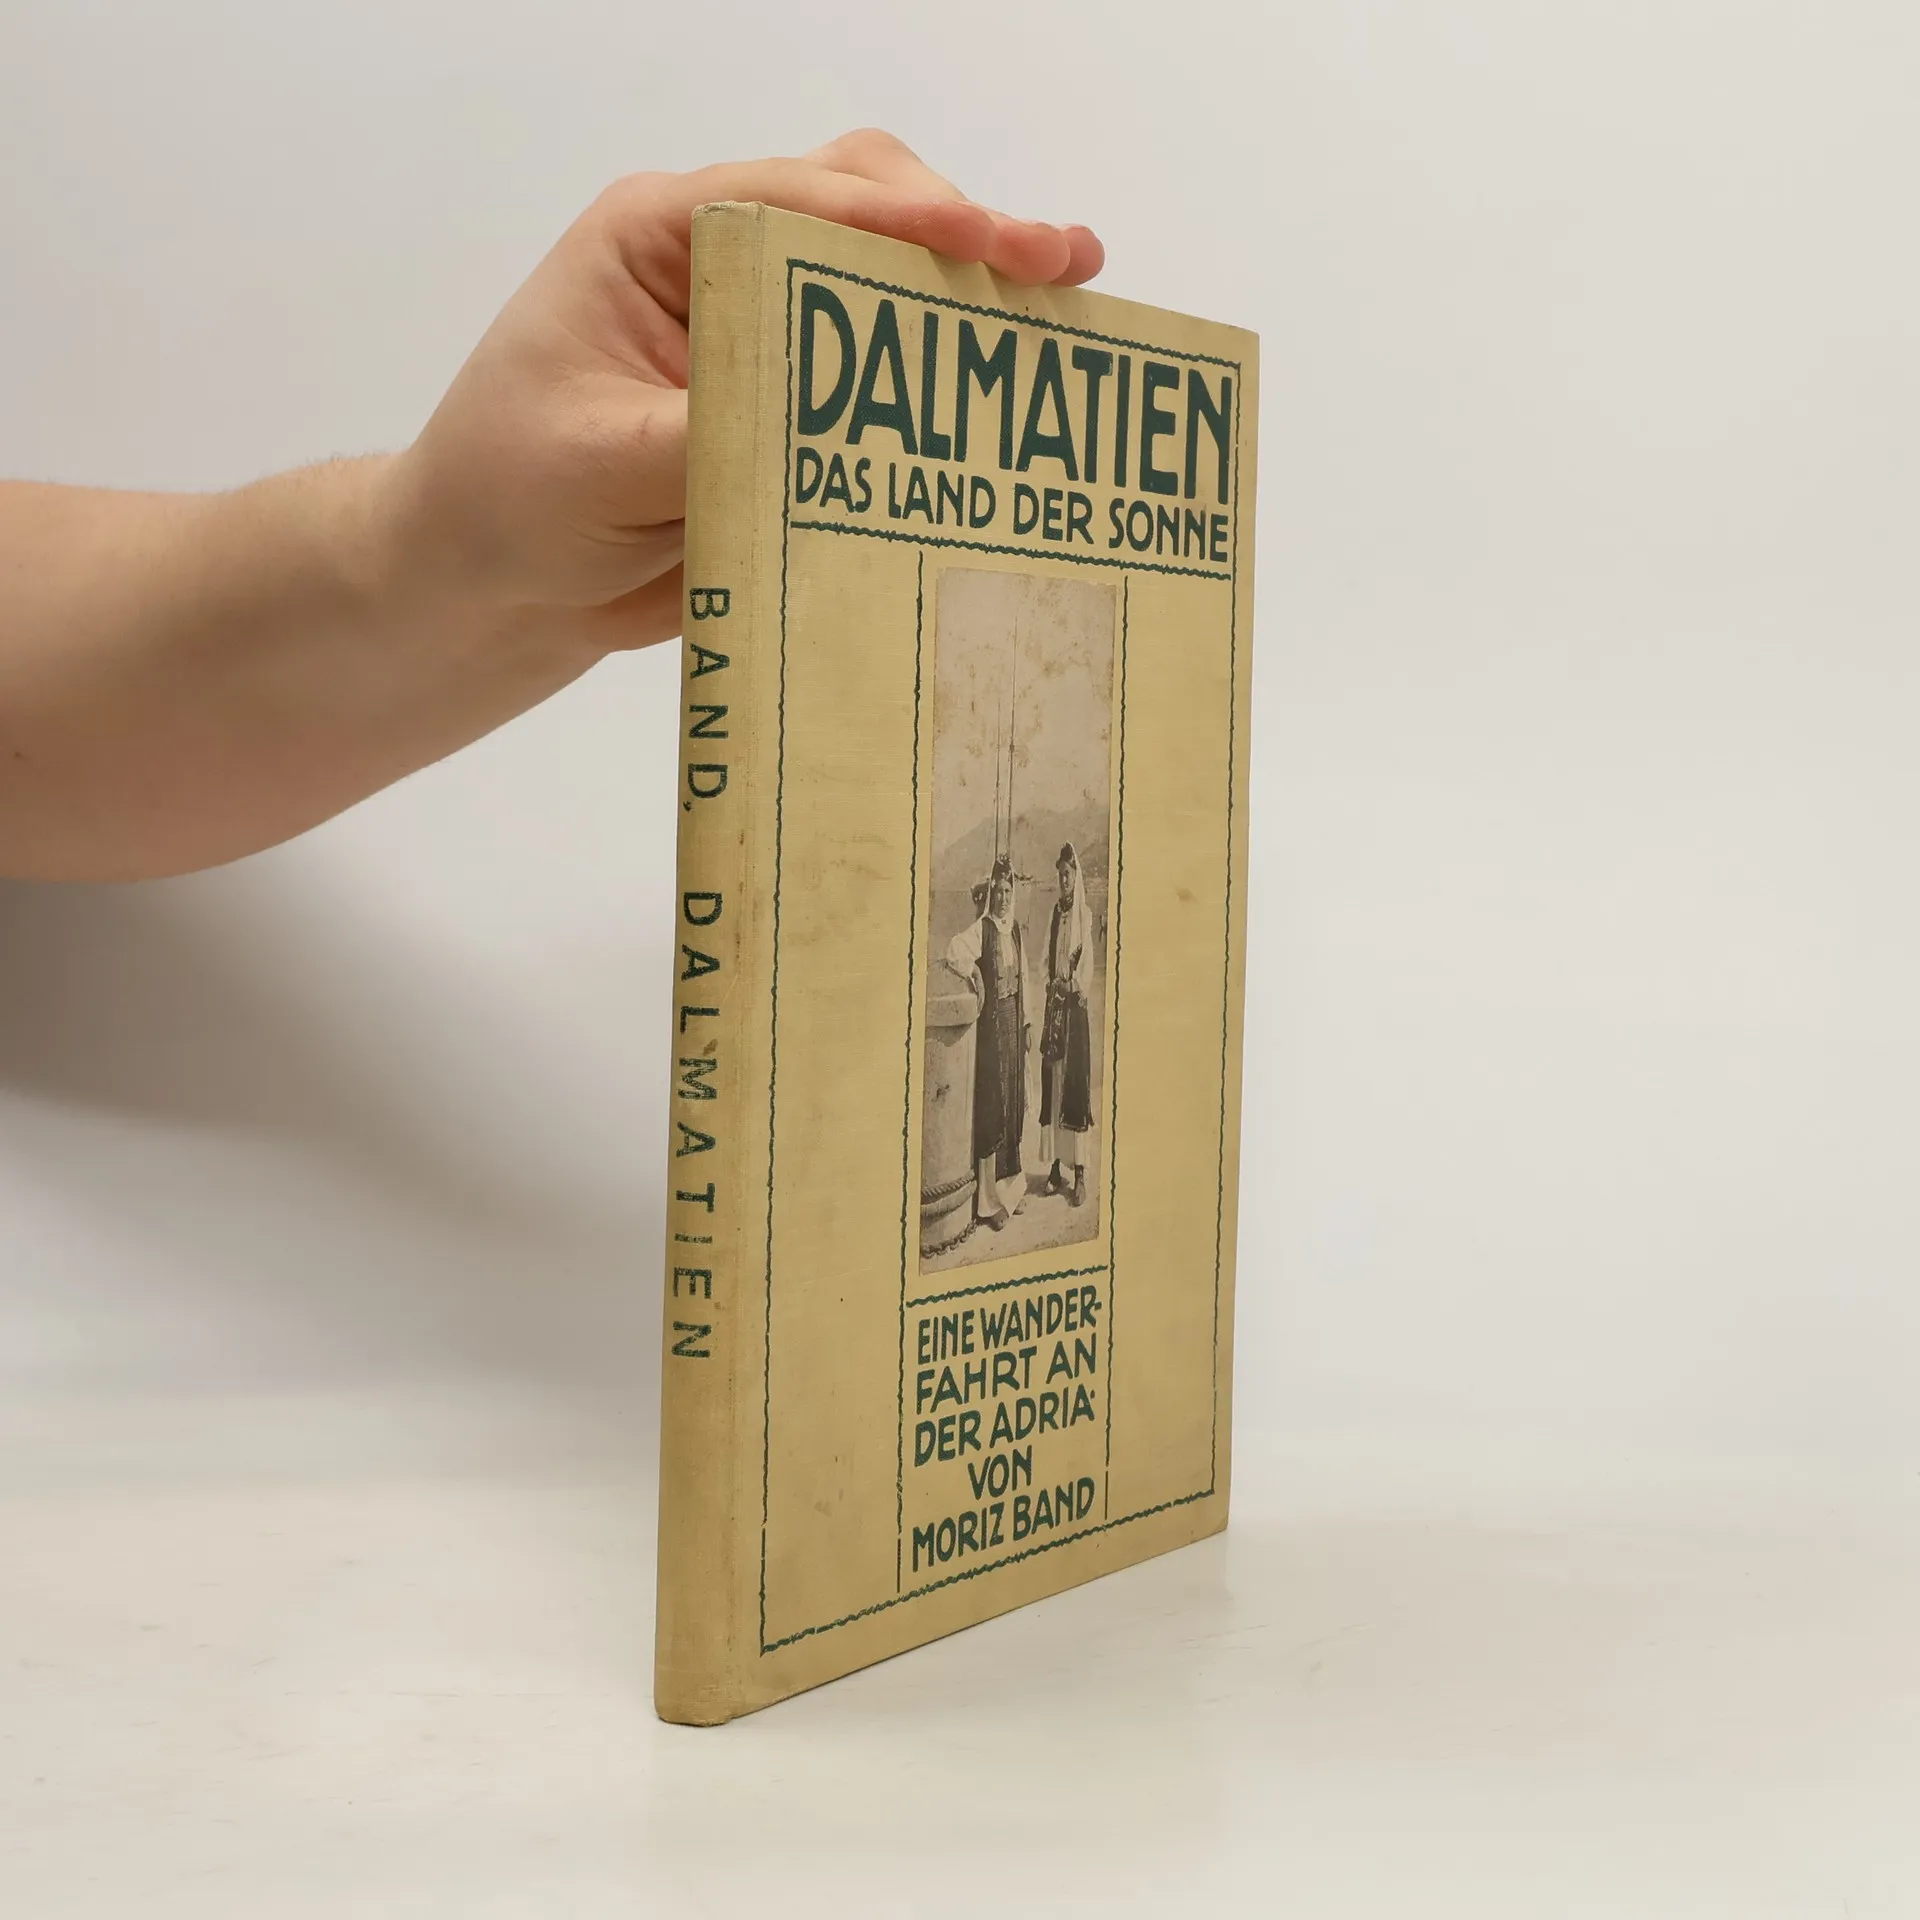 DALMATIEN
DAS LAND DER SONNE
EINE WANDER-
FAHRT AN
DER ADRIA·
VON
MORIZ BAND
BAND, DALMATIEN